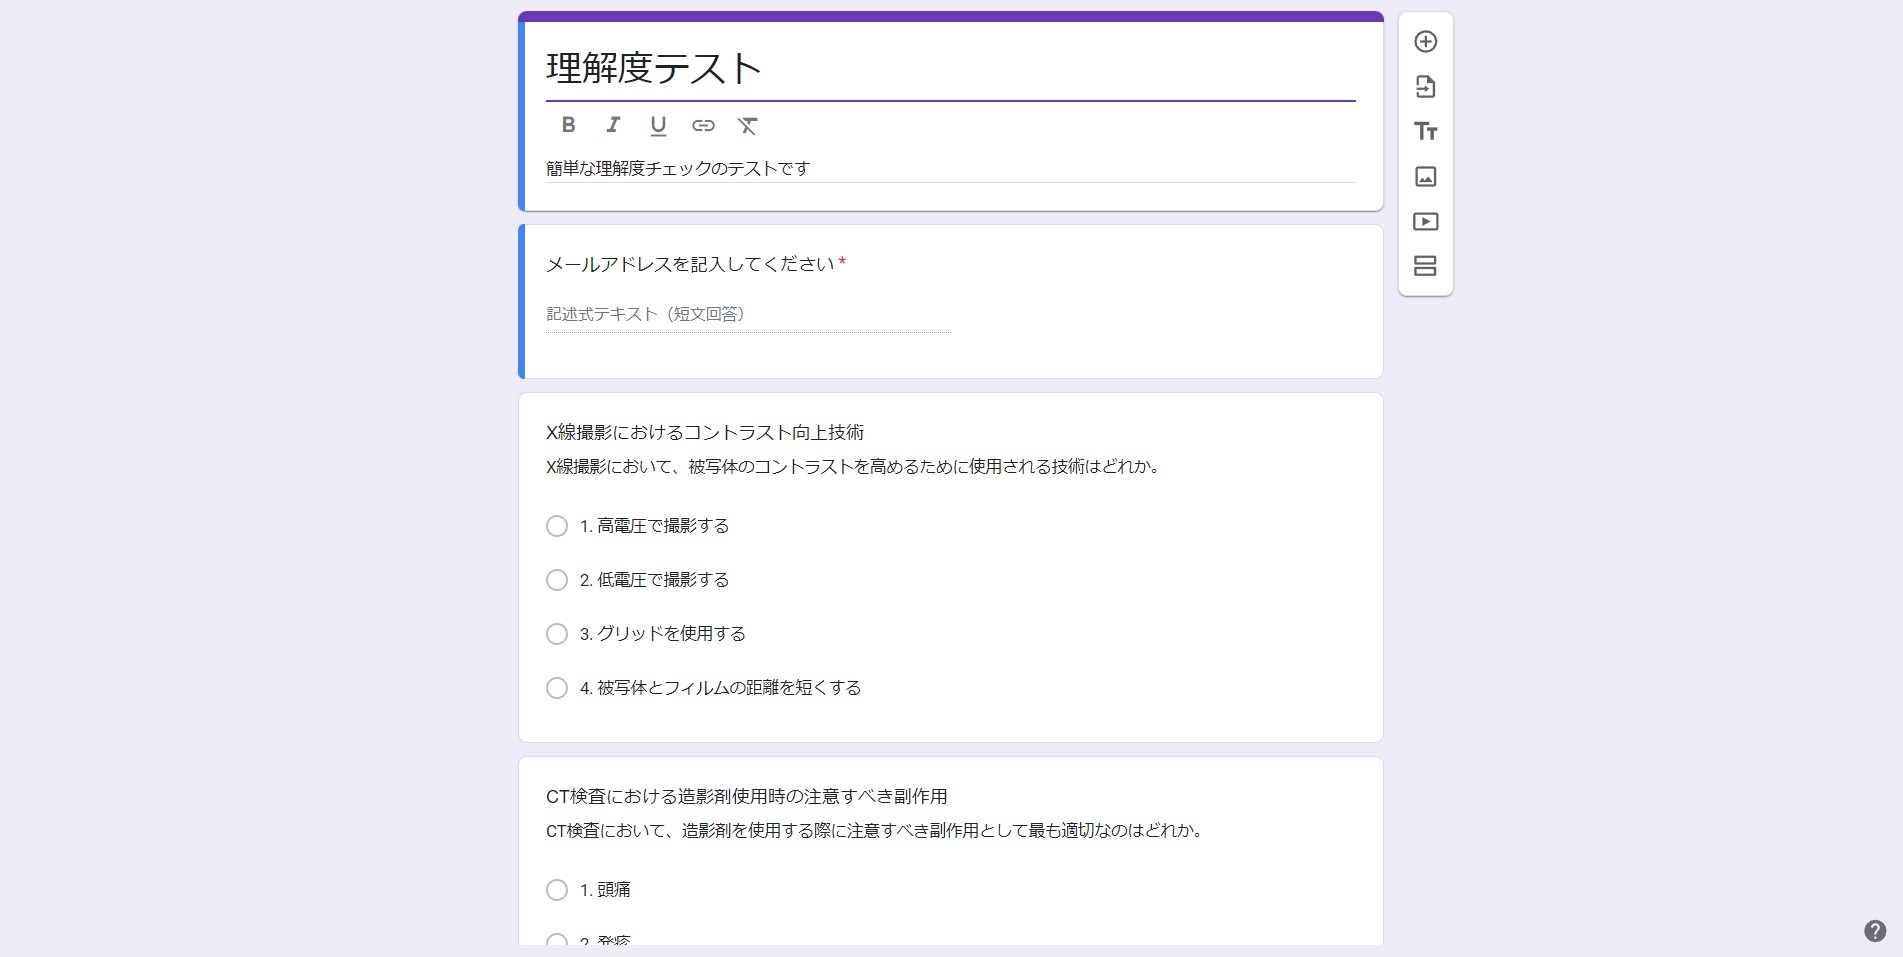 理解度テスト
B I U
簡単な理解度チェックのテストです
メールアドレスを記入してください*
記述式テキスト（短文回答）
X線撮影におけるコントラスト向上技術
X線撮影において、被写体のコントラストを高めるために使用される技術はどれか。
1. 高電圧で撮影する
2. 低電圧で撮影する
3. グリッドを使用する
4. 被写体とフィルムの距離を短くする
CT検査における造影剤使用時の注意すべき副作用
CT検査において、造影剤を使用する際に注意すべき副作用として最も適切なのはどれか。
1. 頭痛
2. 発疹